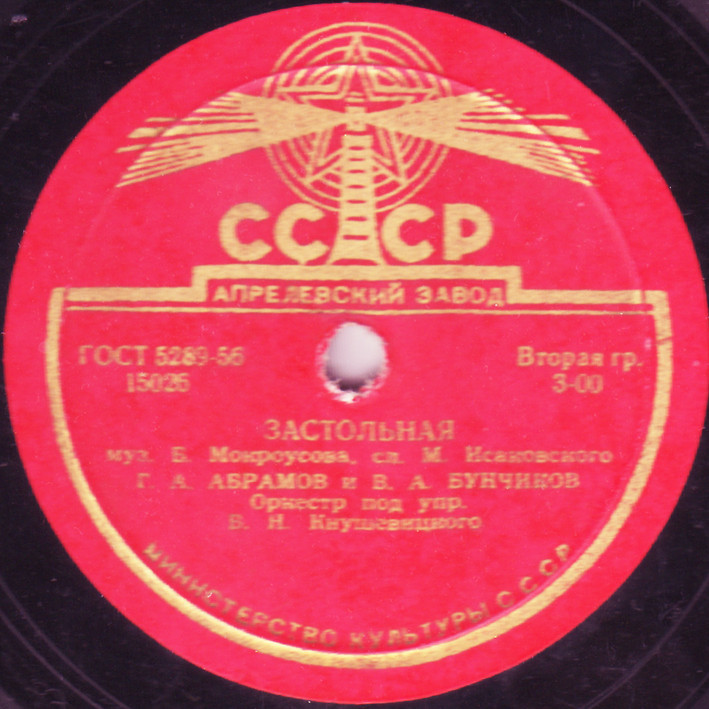 СССР
АПРЕЛЕВСКИЙ ЗАВОД
ГОСТ 5289-56 Вторая гр.
15026 3-00
ЗАСТОЛЬНАЯ
муз. Б. Мокроусова, сл. М. Исаковского
Г. А. АБРАМОВ и В. А. БУНЧИКОВ
Оркестр под упр.
В. Н. Кнушевицкого
МИНИСТЕРСТВО КУЛЬТУРЫ СССР